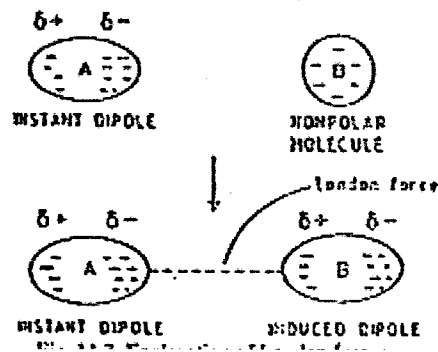 δ+ δ−
A
B
INSTANT DIPOLE
NONPOLAR
MOLECULE
London force
δ+ δ−
δ+ δ−
A
B
INSTANT DIPOLE
INDUCED DIPOLE